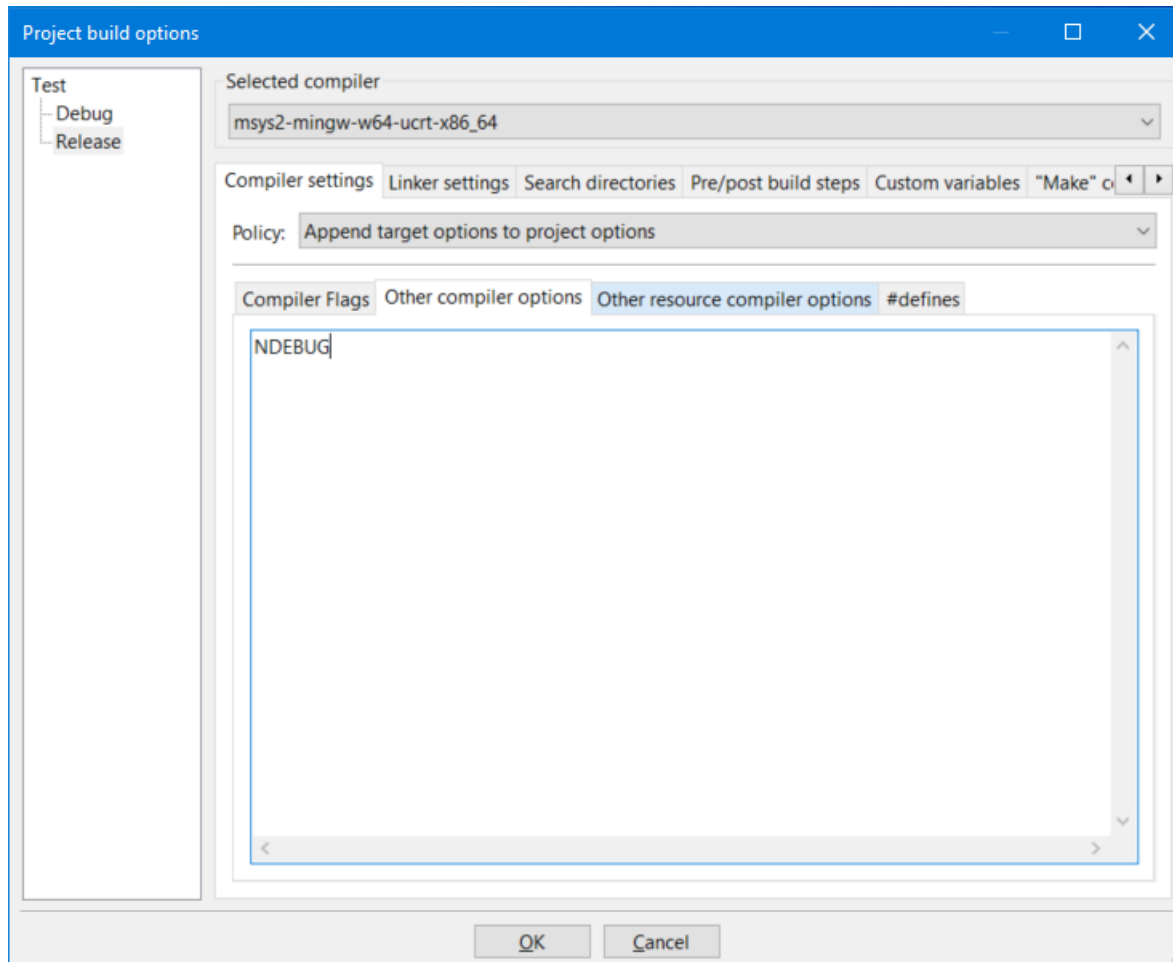 Project build options
Test
Debug
Release
Selected compiler
msys2-mingw-w64-ucrt-x86_64
Compiler settings Linker settings Search directories Pre/post build steps Custom variables "Make" c
Policy: Append target options to project options
Compiler Flags Other compiler options Other resource compiler options #defines
NDEBUG
OK Cancel